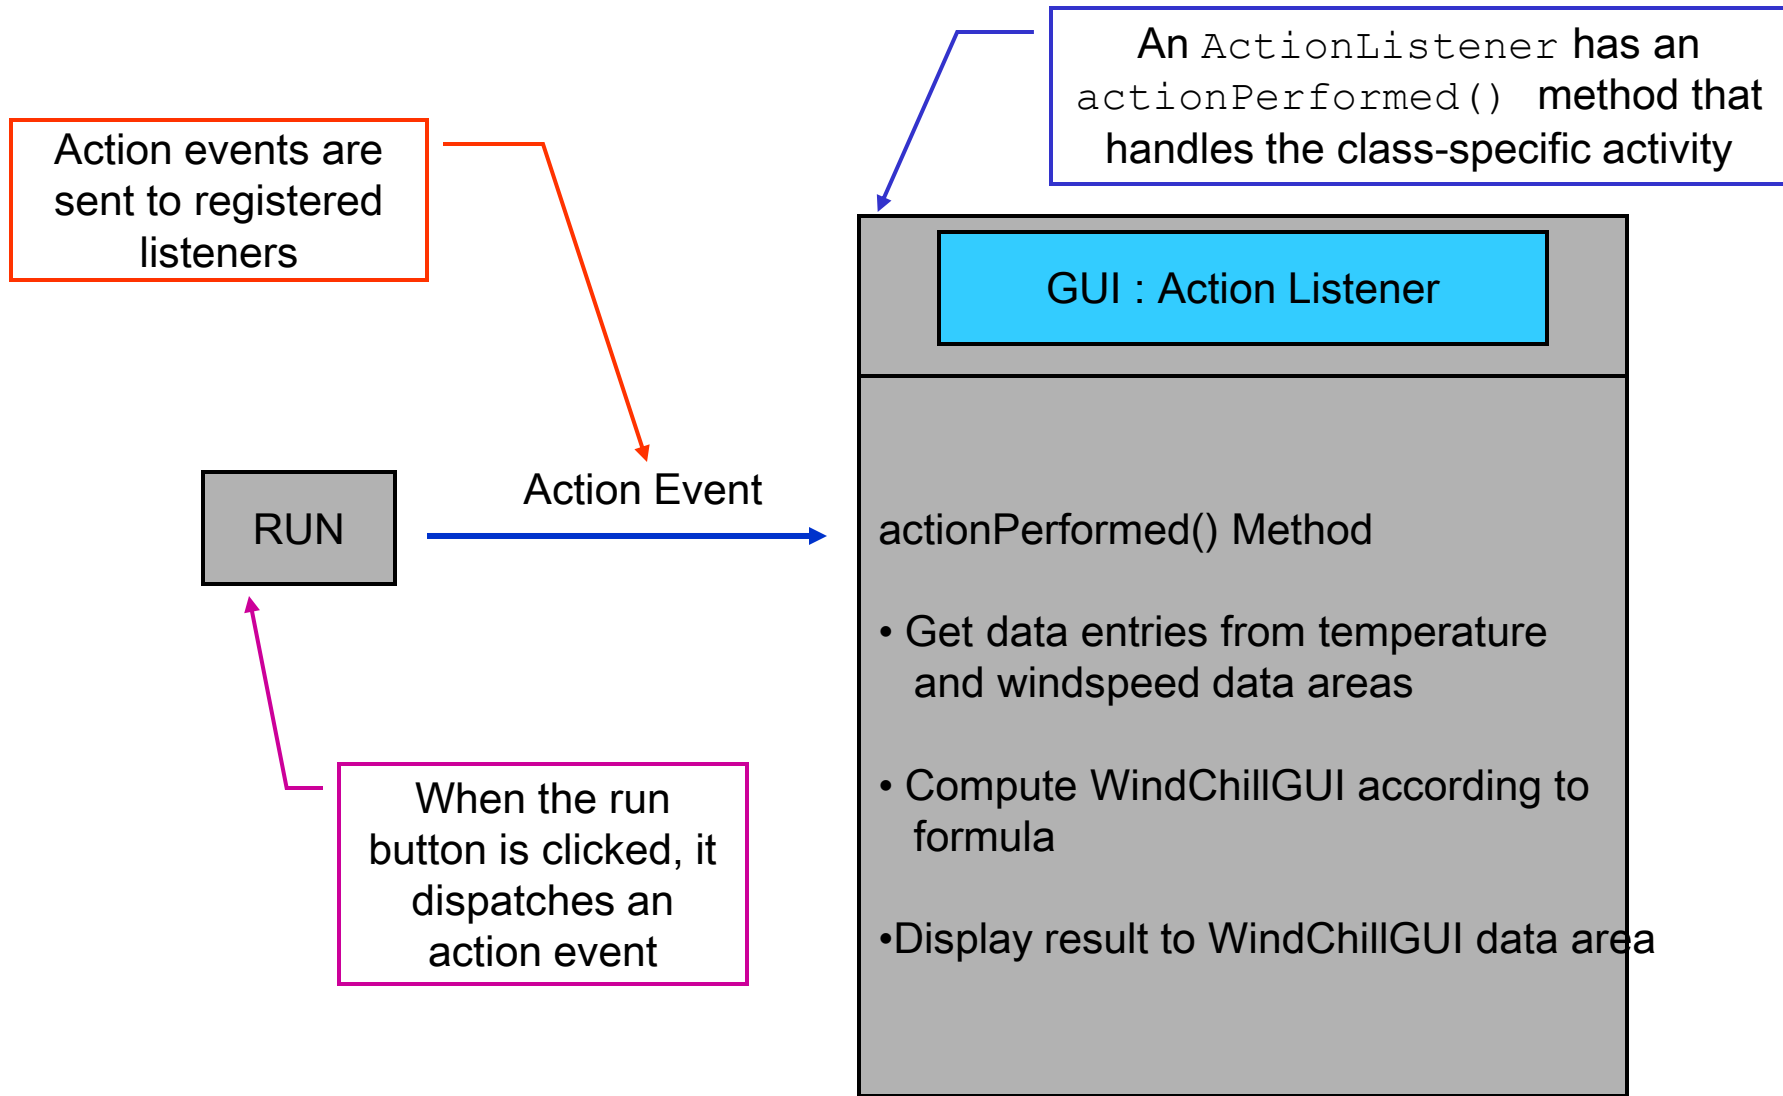 An ActionListener has an
actionPerformed() method that
handles the class-specific activity
Action events are
sent to registered
listeners
GUI : Action Listener
Action Event
RUN
actionPerformed() Method
• Get data entries from temperature
and windspeed data areas
• Compute WindChillGUI according to
formula
•Display result to WindChillGUI data area
When the run
button is clicked, it
dispatches an
action event